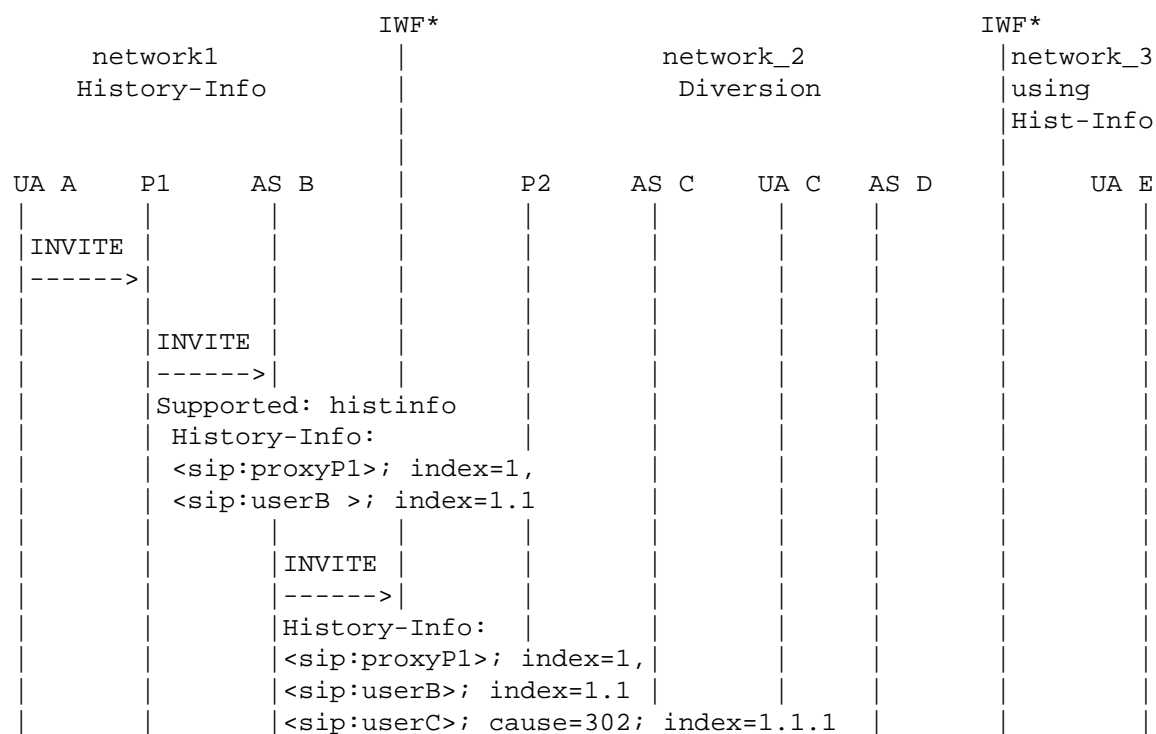 IWF* IWF*
network1 | network_2 |network_3
History-Info | Diversion |using
| |Hist-Info
| |
UA A P1 AS B | P2 AS C UA C AS D | UA E
| | | | | | | | | |
|INVITE | | | | | | | | |
|------>| | | | | | | | |
| | | | | | | | | |
| |INVITE | | | | | | | |
| |------>| | | | | | | |
| |Supported: histinfo | | | | | |
| | History-Info: | | | | | |
| | <sip:proxyP1>; index=1, | | | | |
| | <sip:userB >; index=1.1 | | | | |
| | | | | | | | | |
| | |INVITE | | | | | | |
| | |------>| | | | | | |
| | |History-Info: | | | | | |
| | |<sip:proxyP1>; index=1,| | | | |
| | |<sip:userB>; index=1.1 | | | | |
| | |<sip:userC>; cause=302; index=1.1.1 | | |